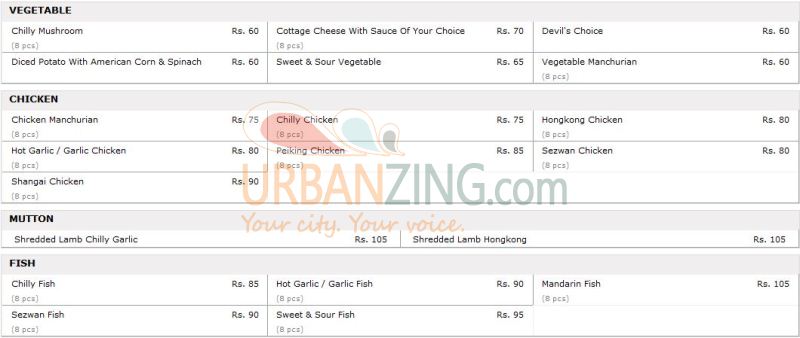 VEGETABLE
Chilly Mushroom Rs. 60 Cottage Cheese With Sauce Of Your Choice Rs. 70 Devil's Choice Rs. 60
(8 pcs) (8 pcs)
Diced Potato With American Corn & Spinach Rs. 60 Sweet & Sour Vegetable Rs. 65 Vegetable Manchurian Rs. 60
(8 pcs)
CHICKEN
Chicken Manchurian Rs. 75 Chilly Chicken Rs. 75 Hongkong Chicken Rs. 80
(8 pcs) (8 pcs) (8 pcs)
Hot Garlic / Garlic Chicken Rs. 80 Peiking Chicken Rs. 85 Sezwan Chicken Rs. 80
(8 pcs) (8 pcs) (8 pcs)
Shangai Chicken Rs. 90
(8 pcs)
URBANZING.com
Your city. Your voice.
MUTTON
Shredded Lamb Chilly Garlic Rs. 105 Shredded Lamb Hongkong Rs. 105
FISH
Chilly Fish Rs. 85 Hot Garlic / Garlic Fish Rs. 90 Mandarin Fish Rs. 105
(8 pcs) (8 pcs) (8 pcs)
Sezwan Fish Rs. 90 Sweet & Sour Fish Rs. 95
(8 pcs) (8 pcs)